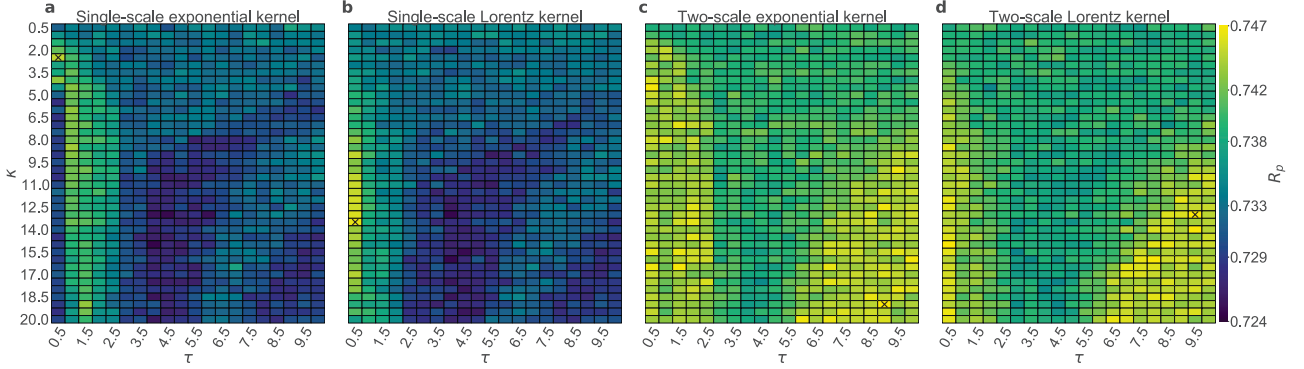 a Single-scale exponential kernel
b Single-scale Lorentz kernel
c Two-scale exponential kernel
d Two-scale Lorentz kernel
κ
0.5
2.0
3.5
5.0
6.5
8.0
9.5
11.0
12.5
14.0
15.5
17.0
18.5
20.0
0.5 1.5 2.5 3.5 4.5 5.5 6.5 7.5 8.5 9.5
τ
0.5 1.5 2.5 3.5 4.5 5.5 6.5 7.5 8.5 9.5
τ
0.5 1.5 2.5 3.5 4.5 5.5 6.5 7.5 8.5 9.5
τ
0.5 1.5 2.5 3.5 4.5 5.5 6.5 7.5 8.5 9.5
τ
0.747
0.742
0.738
0.733
0.729
0.724
Rp